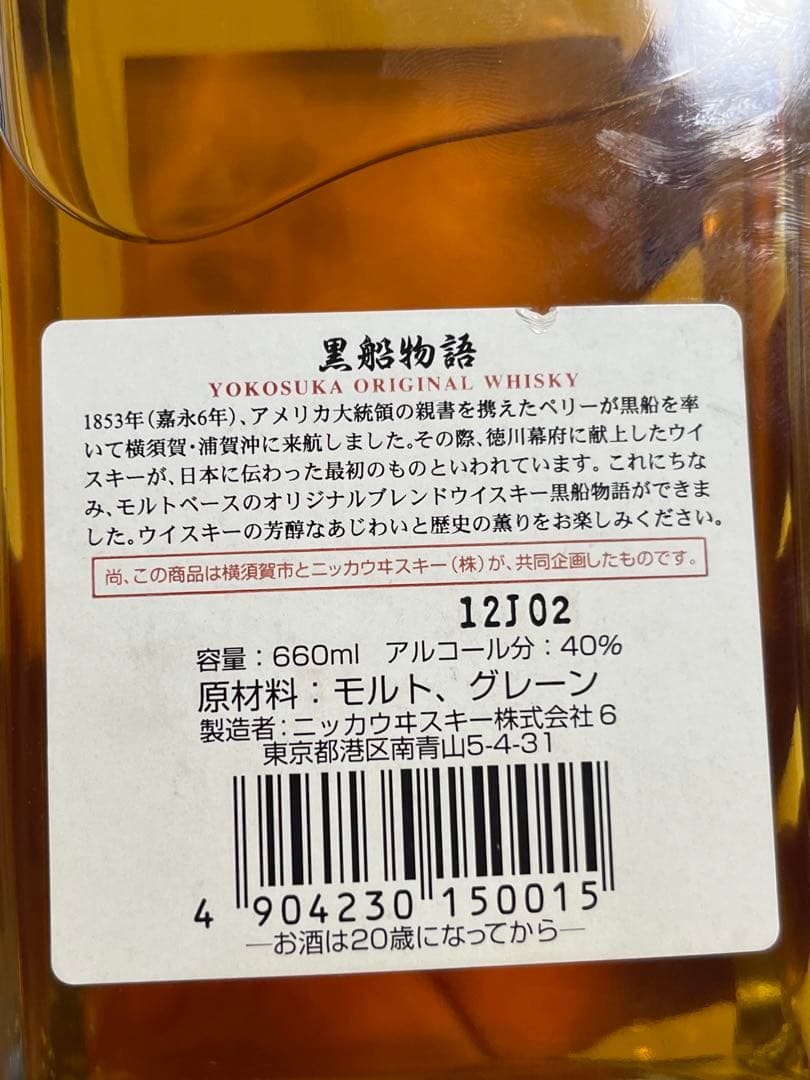 黒船物語
YOKOSUKA ORIGINAL WHISKY
1853年(嘉永6年)、アメリカ大統領の親書を携えたペリーが黒船を率
いて横須賀・浦賀沖に来航しました。その際、徳川幕府に献上したウイ
スキーが、日本に伝わった最初のものといわれています。これにちな
み、モルトベースのオリジナルブレンドウイスキー黒船物語ができま
した。ウイスキーの芳醇なあじわいと歴史の薫りをお楽しみください。
尚、この商品は横須賀市とニッカウヰスキー(株)が、共同企画したものです。
12J02
容量:660ml アルコール分:40%
原材料:モルト、グレーン
製造者:ニッカウヰスキー株式会社6
東京都港区南青山5-4-31
4 904230 150015
―お酒は20歳になってから―